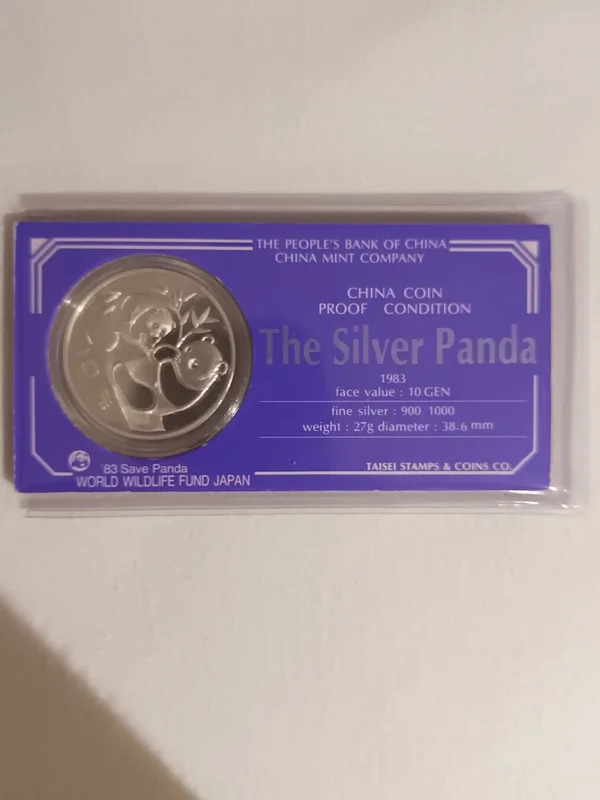 THE PEOPLE'S BANK OF CHINA
CHINA MINT COMPANY
CHINA COIN
PROOF CONDITION
The Silver Panda
1983
face value : 10 GEN
fine silver : 900 1000
weight : 27g diameter : 38.6 mm
'83 Save Panda
WORLD WILDLIFE FUND JAPAN
TAISEI STAMPS & COINS CO.